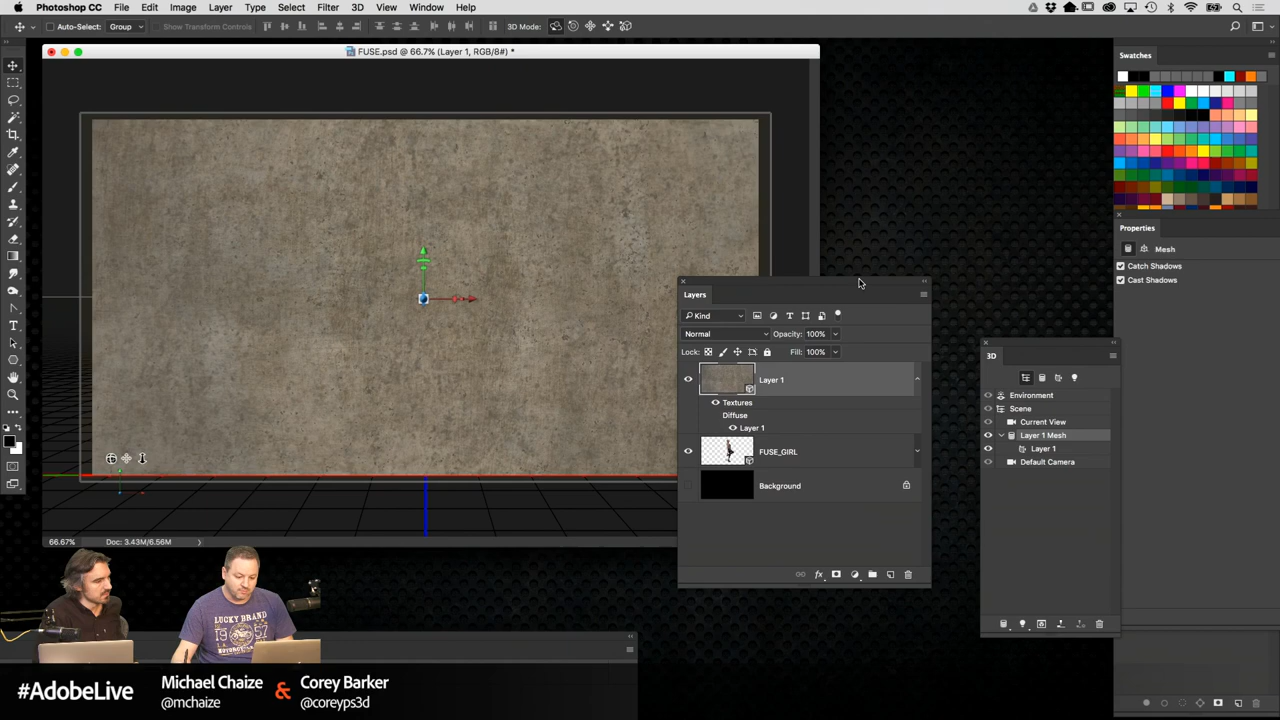 Photoshop CC File Edit Image Layer Type Select Filter 3D View Window Help
Auto-Select: Group Show Transform Controls 3D Mode:
FUSE.psd @ 66.7% (Layer 1, RGB/8#) *
Swatches
Properties
Mesh
Catch Shadows
Cast Shadows
Layers
Kind
Normal Opacity: 100%
Lock: Fill: 100%
Layer 1
Textures
Diffuse
Layer 1
FUSE_GIRL
Background
3D
Environment
Scene
Current View
Layer 1 Mesh
Layer 1
Default Camera
66.67% Doc: 3.43M/6.56M
LUCKY BRAND
#AdobeLive
Michael Chaize
@mchaize
&
Corey Barker
@coreyps3d